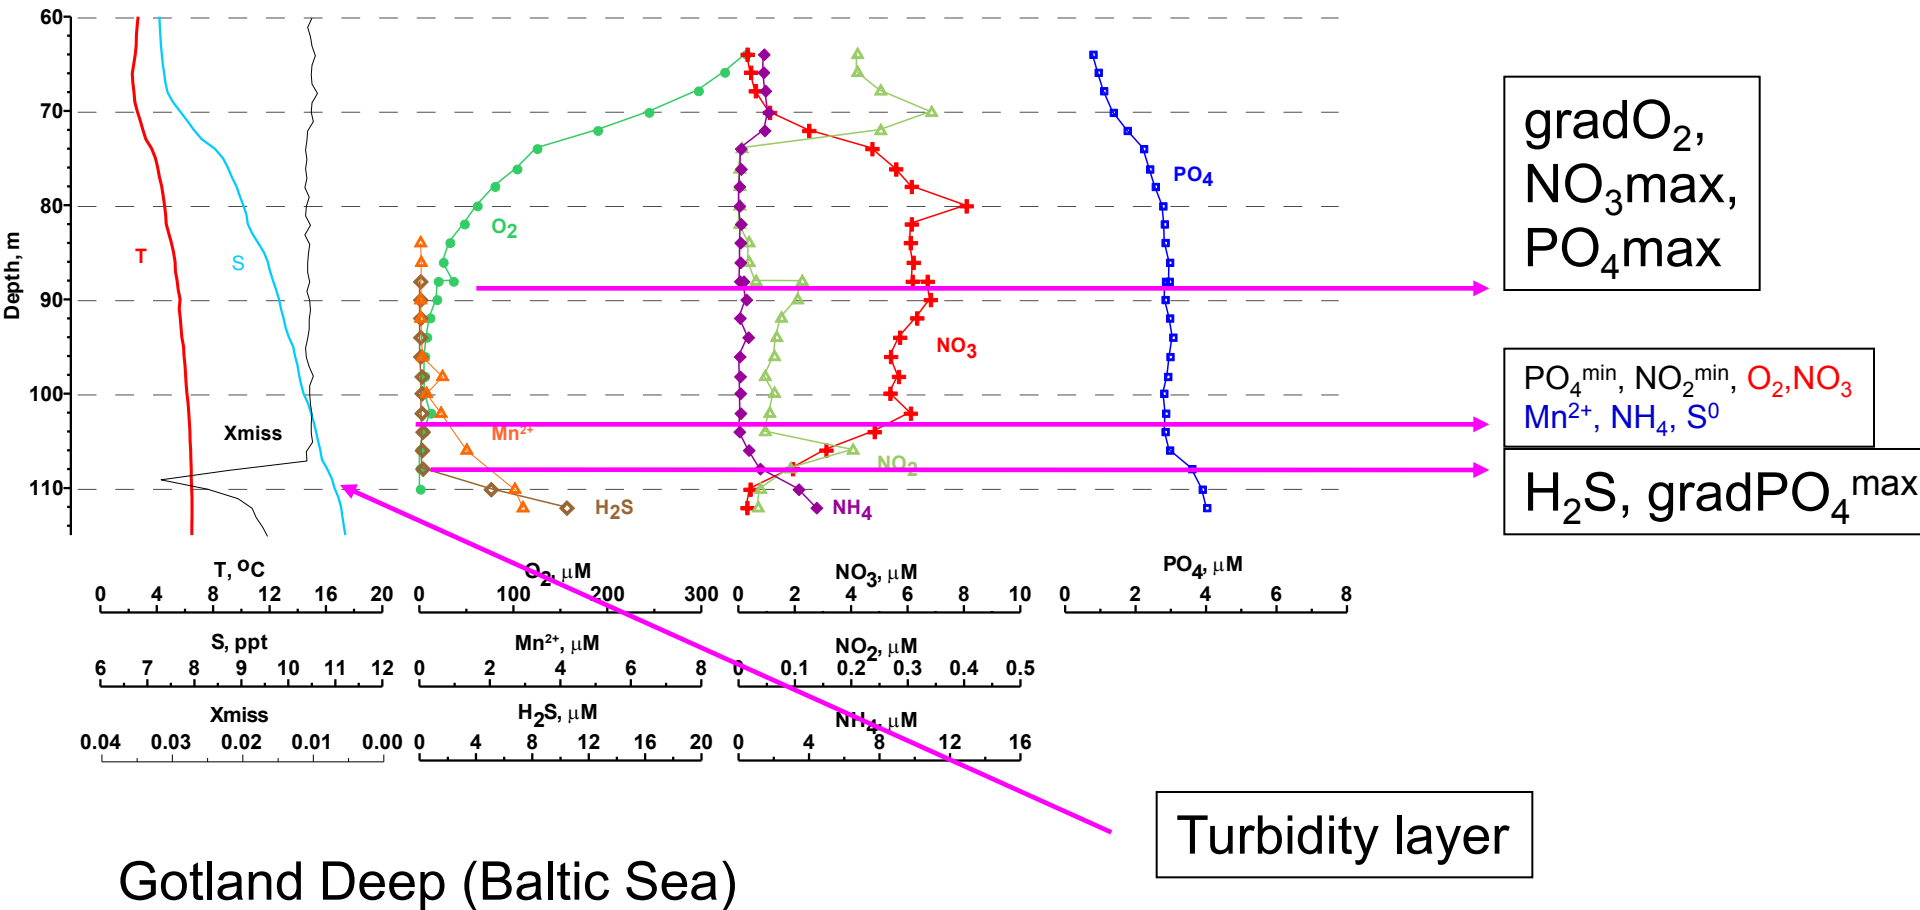 60
70
80
90
100
110
Depth, m
T
S
Xmiss
O₂
Mn²⁺
H₂S
NO₃
NO₂
NH₄
PO₄
gradO₂,
NO₃max,
PO₄max
PO₄ᵐⁱⁿ, NO₂ᵐⁱⁿ, O₂,NO₃
Mn²⁺, NH₄, S⁰
H₂S, gradPO₄ᵐᵃˣ
T, ºC
0 4 8 12 16 20
S, ppt
6 7 8 9 10 11 12
Xmiss
0.04 0.03 0.02 0.01 0.00
O₂, μM
0 100 200 300
Mn²⁺, μM
0 2 4 6 8
H₂S, μM
0 4 8 12 16 20
NO₃, μM
0 2 4 6 8 10
NO₂, μM
0 0.1 0.2 0.3 0.4 0.5
NH₄, μM
0 4 8 12 16
PO₄, μM
0 2 4 6 8
Turbidity layer
Gotland Deep (Baltic Sea)